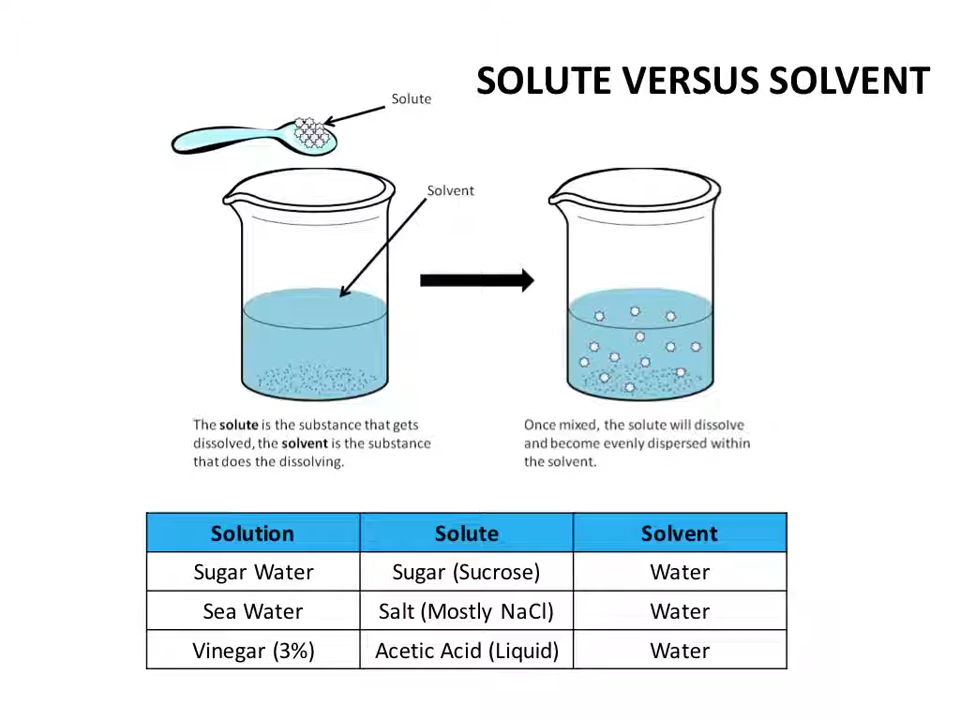 SOLUTE VERSUS SOLVENT
Solute
Solvent
The solute is the substance that gets
dissolved, the solvent is the substance
that does the dissolving.
Once mixed, the solute will dissolve
and become evenly dispersed within
the solvent.
Solution Solute Solvent
Sugar Water Sugar (Sucrose) Water
Sea Water Salt (Mostly NaCl) Water
Vinegar (3%) Acetic Acid (Liquid) Water